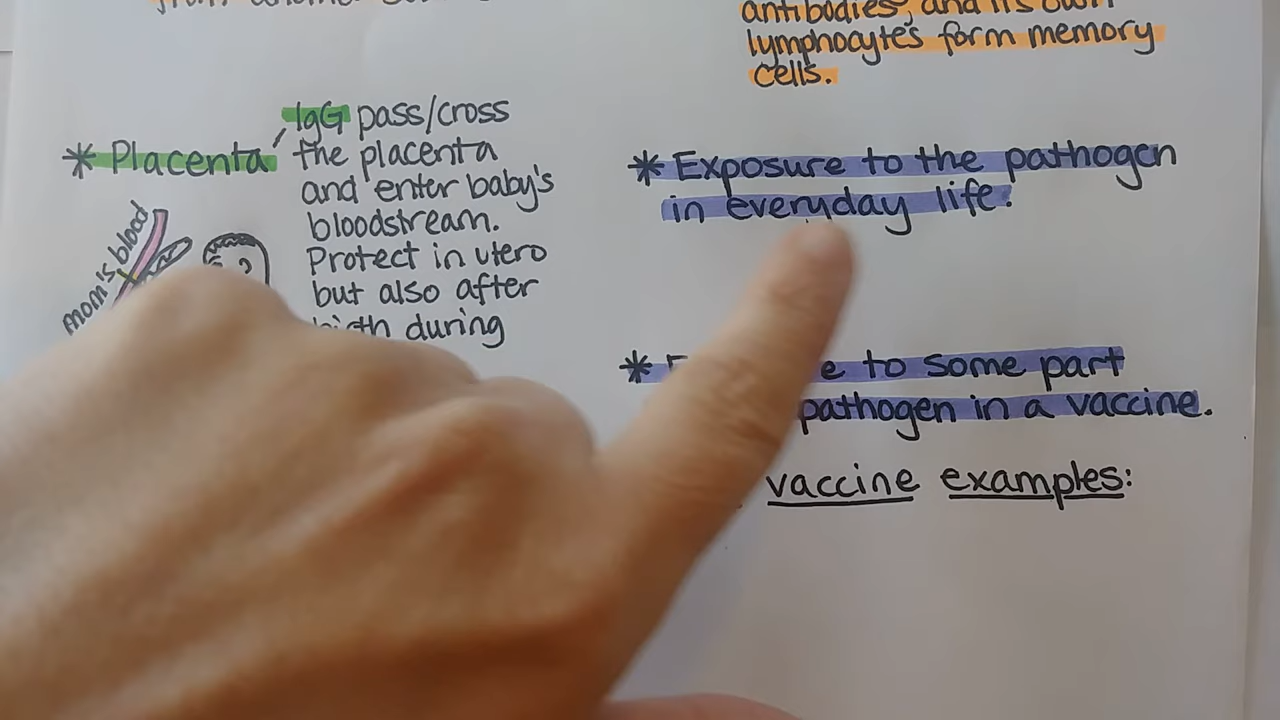 antibodies, and its own
lymphocytes form memory
cells.
IgG pass/cross
* Placenta the placenta
and enter baby's
bloodstream.
Protect in utero
but also after
during
mom's blood
* Exposure to the pathogen
in everyday life.
* to some part
pathogen in a vaccine.
vaccine examples: